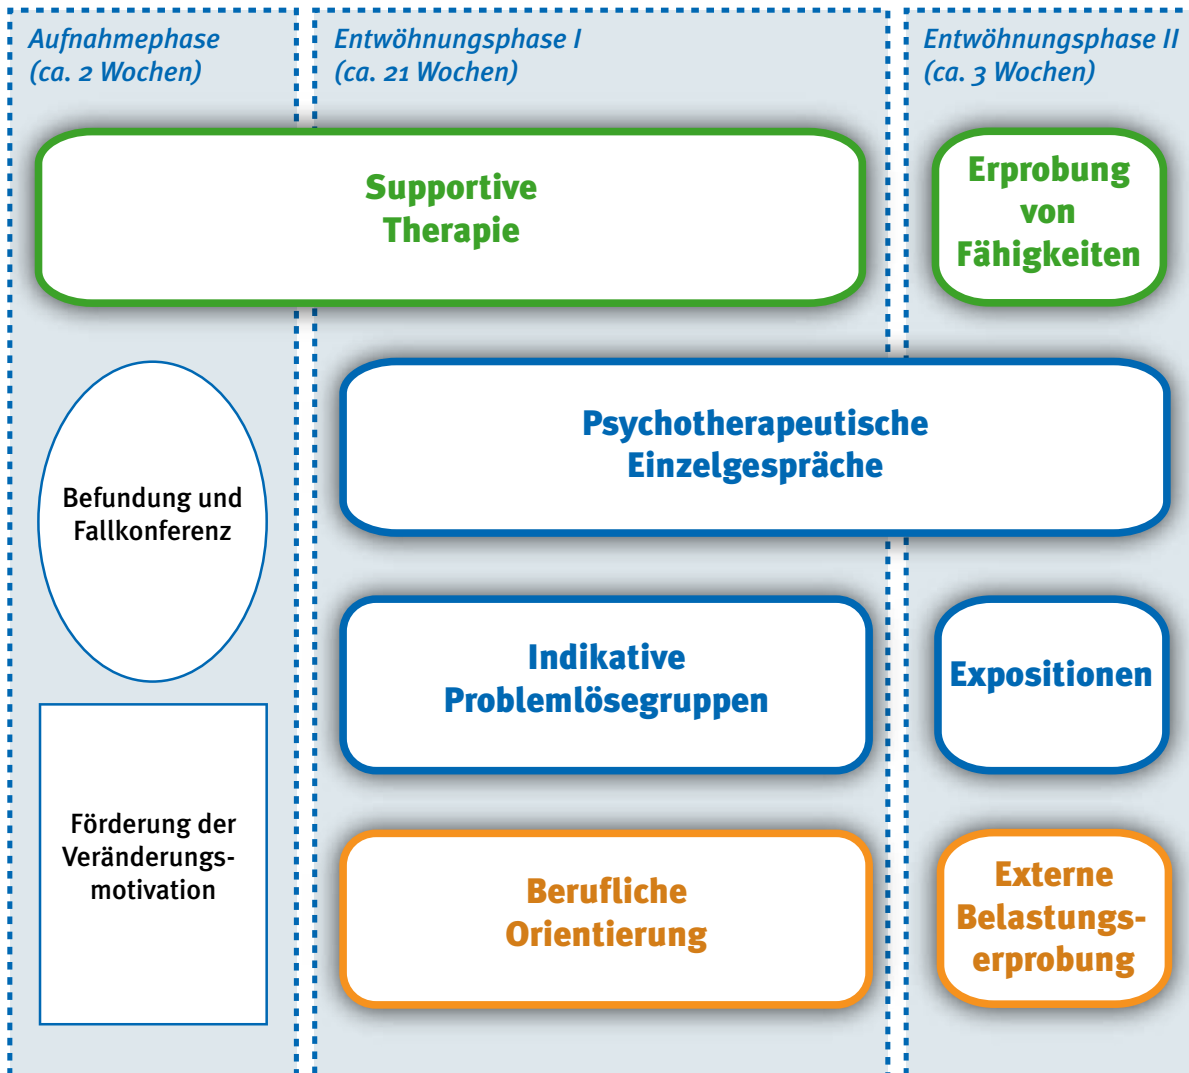 Aufnahmephase
(ca. 2 Wochen)
Entwöhnungsphase I
(ca. 21 Wochen)
Entwöhnungsphase II
(ca. 3 Wochen)
Supportive
Therapie
Erprobung
von
Fähigkeiten
Psychotherapeutische
Einzelgespräche
Befundung und
Fallkonferenz
Indikative
Problemlösegruppen
Expositionen
Förderung der
Veränderungs-
motivation
Berufliche
Orientierung
Externe
Belastungs-
erprobung